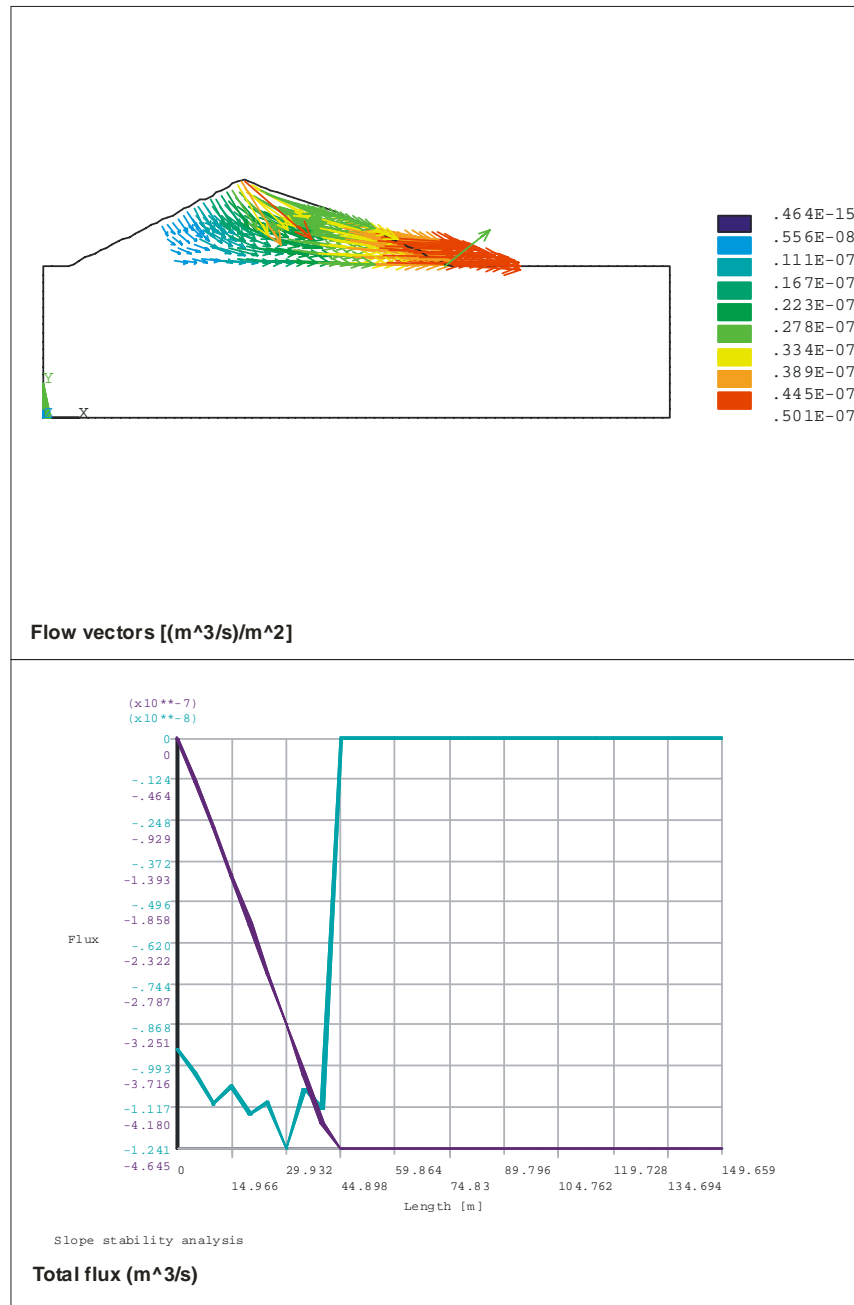 .464E-15
.556E-08
.111E-07
.167E-07
.223E-07
.278E-07
.334E-07
.389E-07
.445E-07
.501E-07
Y
X
Flow vectors [(m^3/s)/m^2]
(x10**-7)
(x10**-8)
0
0
-.124
-.464
-.248
-.929
-.372
-1.393
-.496
-1.858
Flux
-.620
-2.322
-.744
-2.787
-.868
-3.251
-.993
-3.716
-1.117
-4.180
-1.241
-4.645
0 29.932 59.864 89.796 119.728 149.659
14.966 44.898 74.83 104.762 134.694
Length [m]
Slope stability analysis
Total flux (m^3/s)